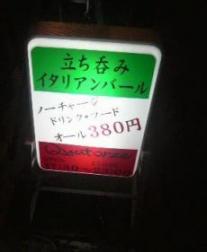 立ち呑み
イタリアンバール
ノーチャージ
ドリンク・フード
オール380円